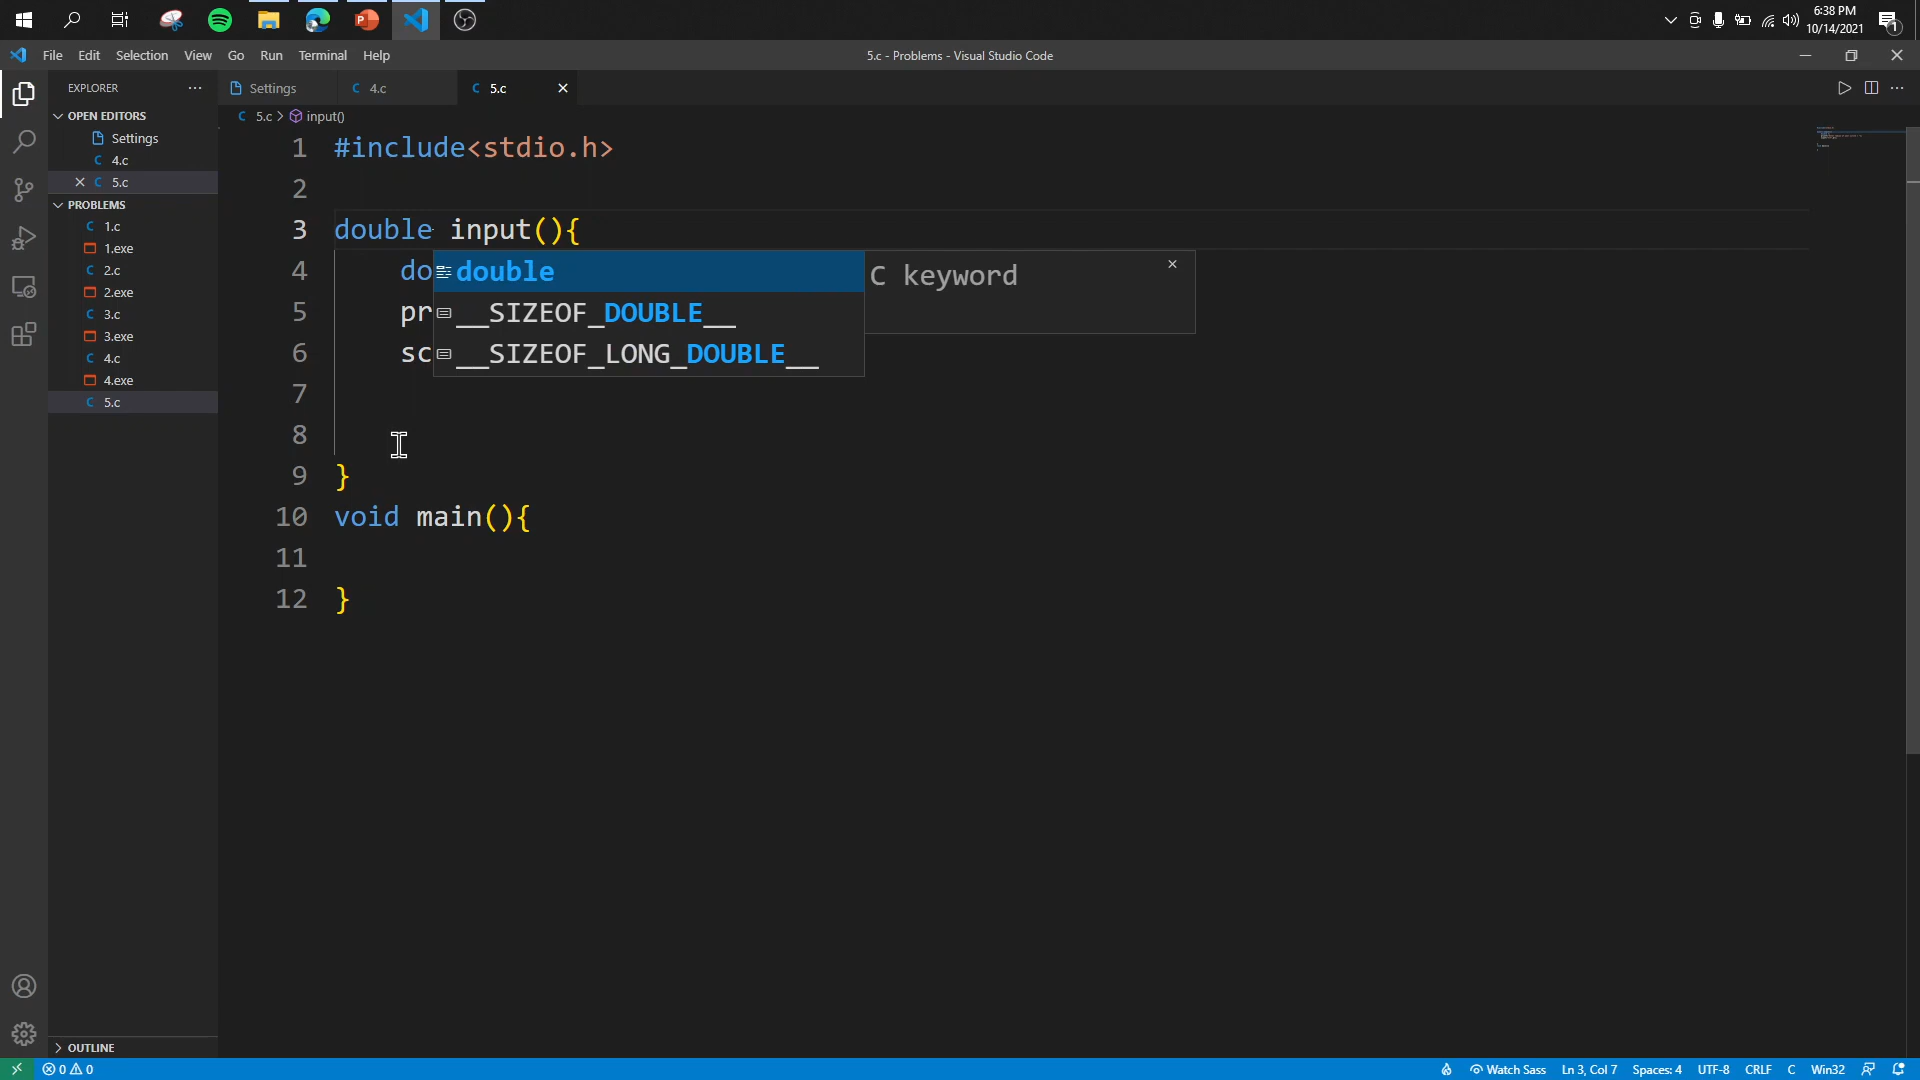 6:38 PM
10/14/2021
1
File Edit Selection View Go Run Terminal Help
5.c - Problems - Visual Studio Code
EXPLORER
Settings
4.c
5.c
OPEN EDITORS
Settings
4.c
5.c
PROBLEMS
1.c
1.exe
2.c
2.exe
3.c
3.exe
4.c
4.exe
5.c
OUTLINE
5.c > input()
1 #include<stdio.h>
2
3 double input(){
4 do
5 pr
6 sc
7
8
9 }
10 void main(){
11
12 }
double
__SIZEOF_DOUBLE__
__SIZEOF_LONG_DOUBLE__
C keyword
0 0
Watch Sass Ln 3, Col 7 Spaces: 4 UTF-8 CRLF C Win32